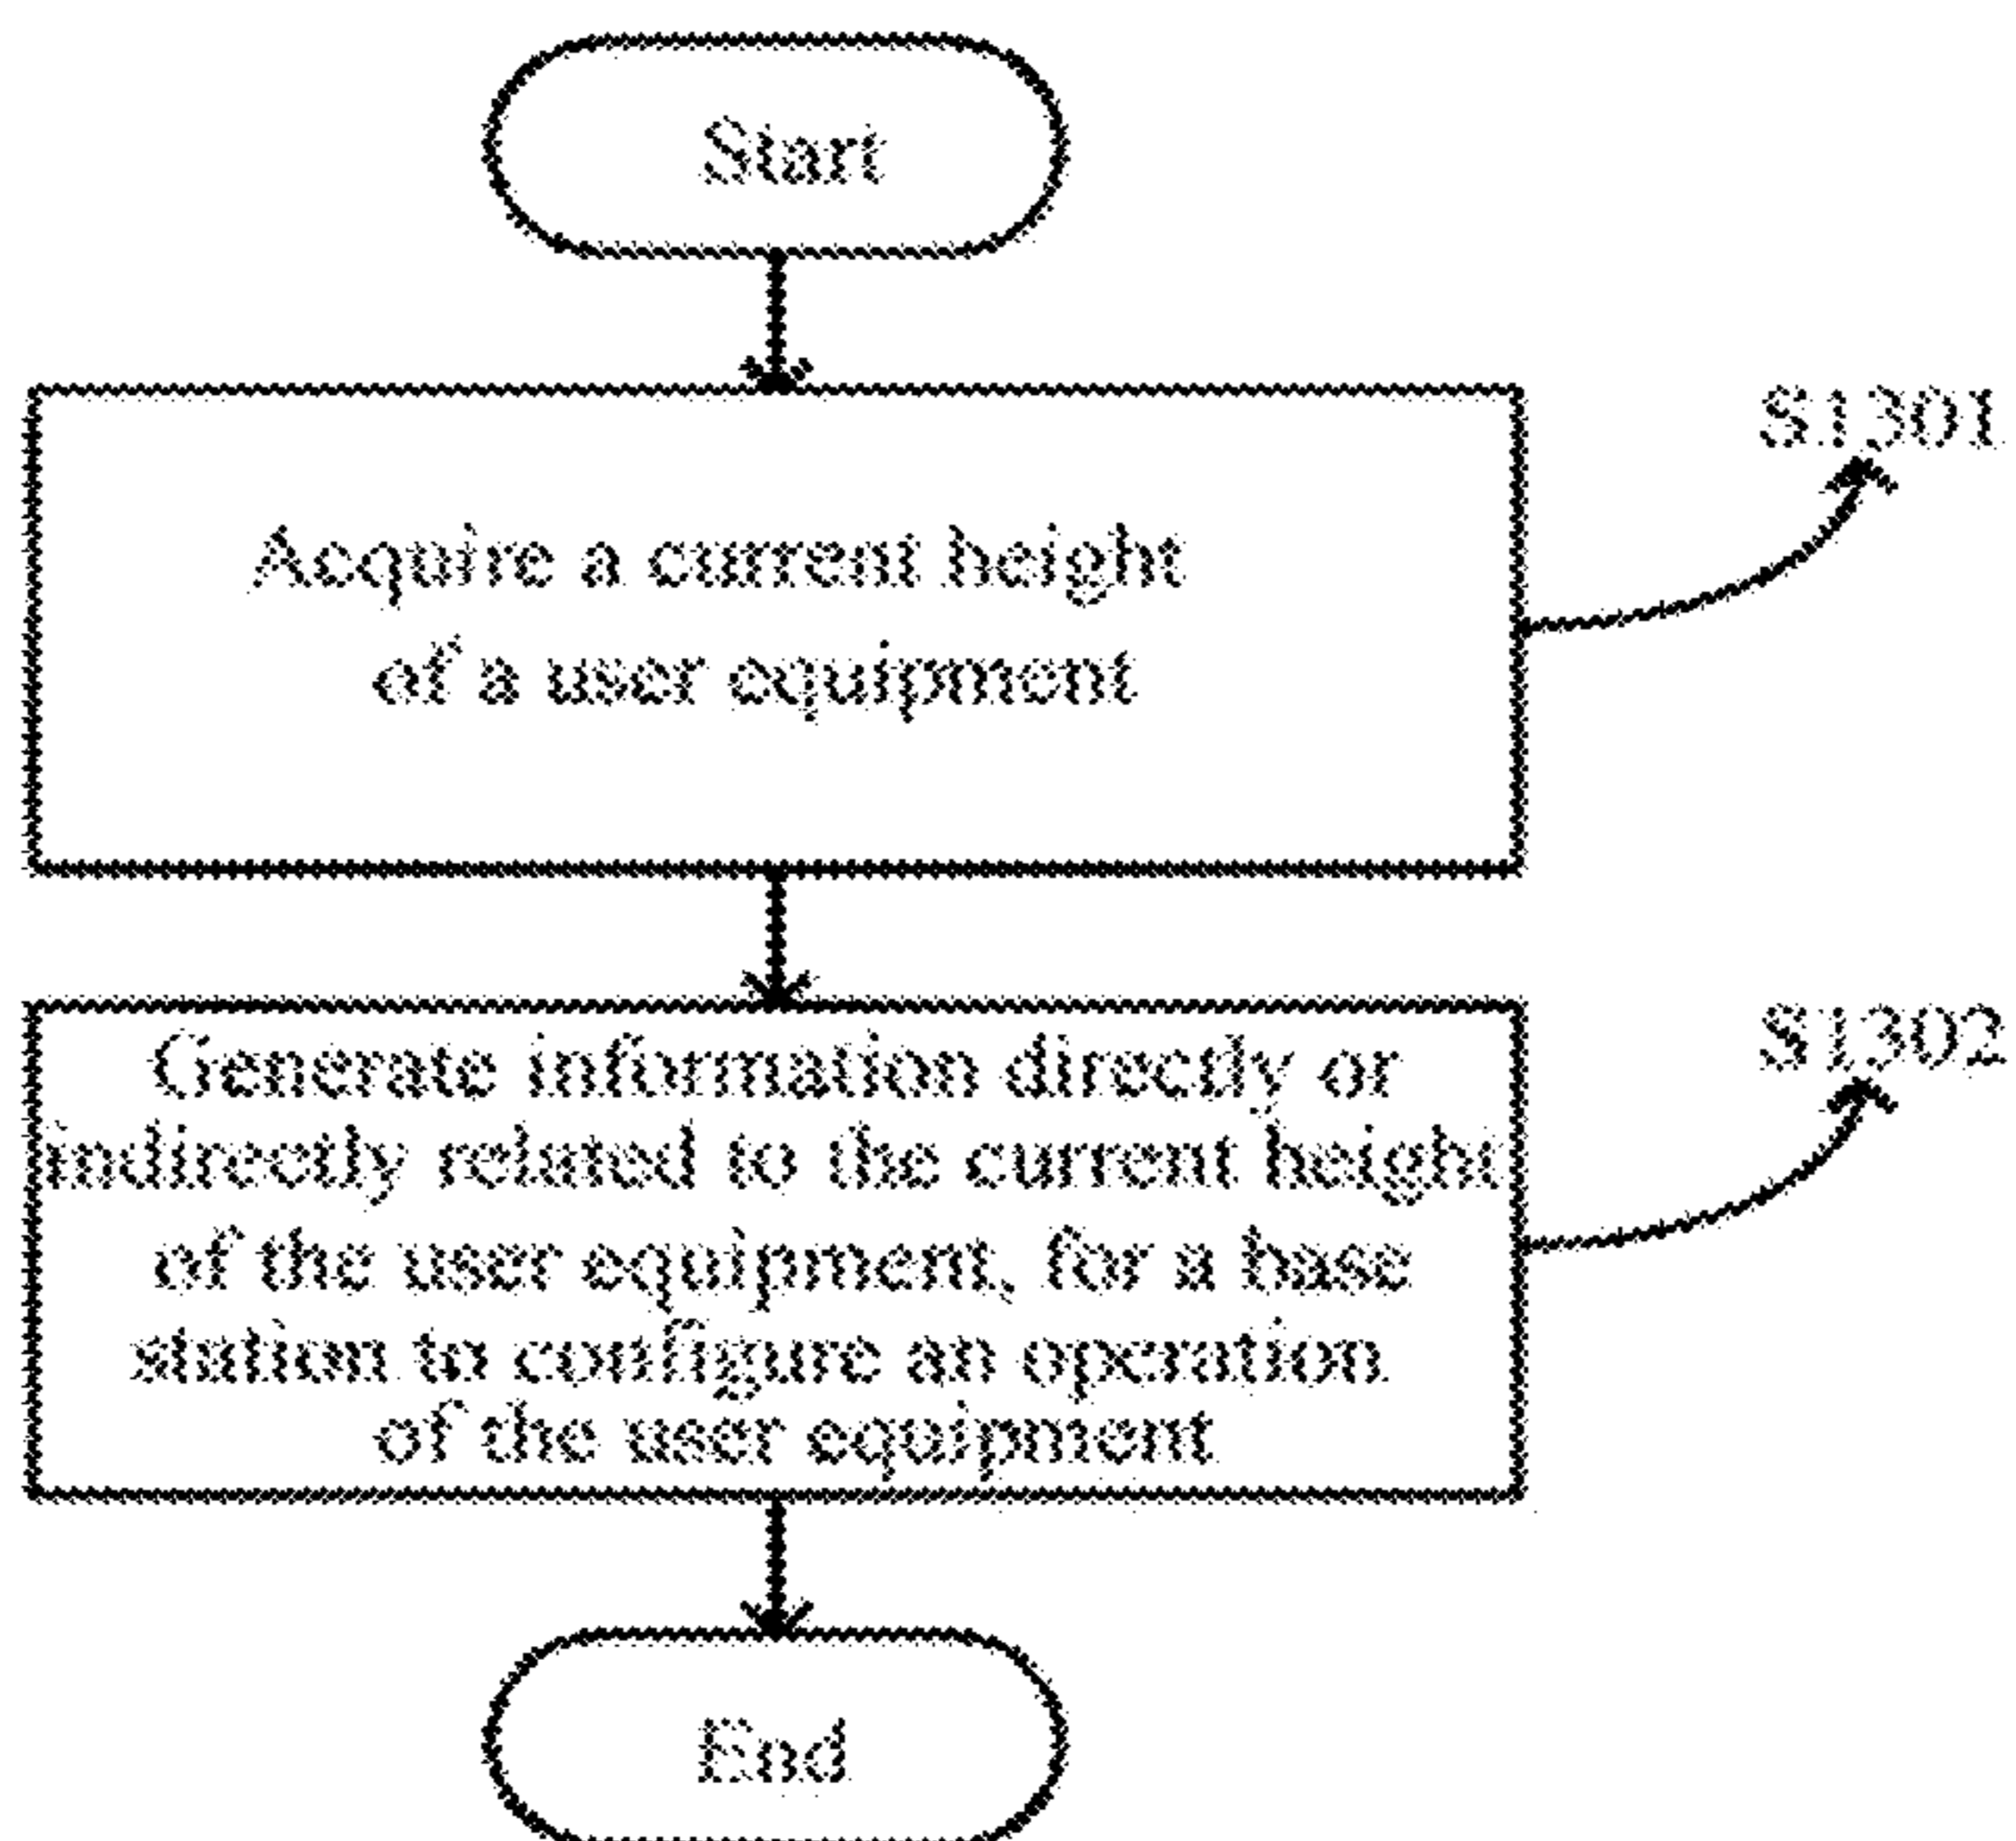 Start
S1301
Acquire a current height
of a user equipment
S1302
Generate information directly or
indirectly related to the current height
of the user equipment, for a base
station to configure an operation
of the user equipment
End